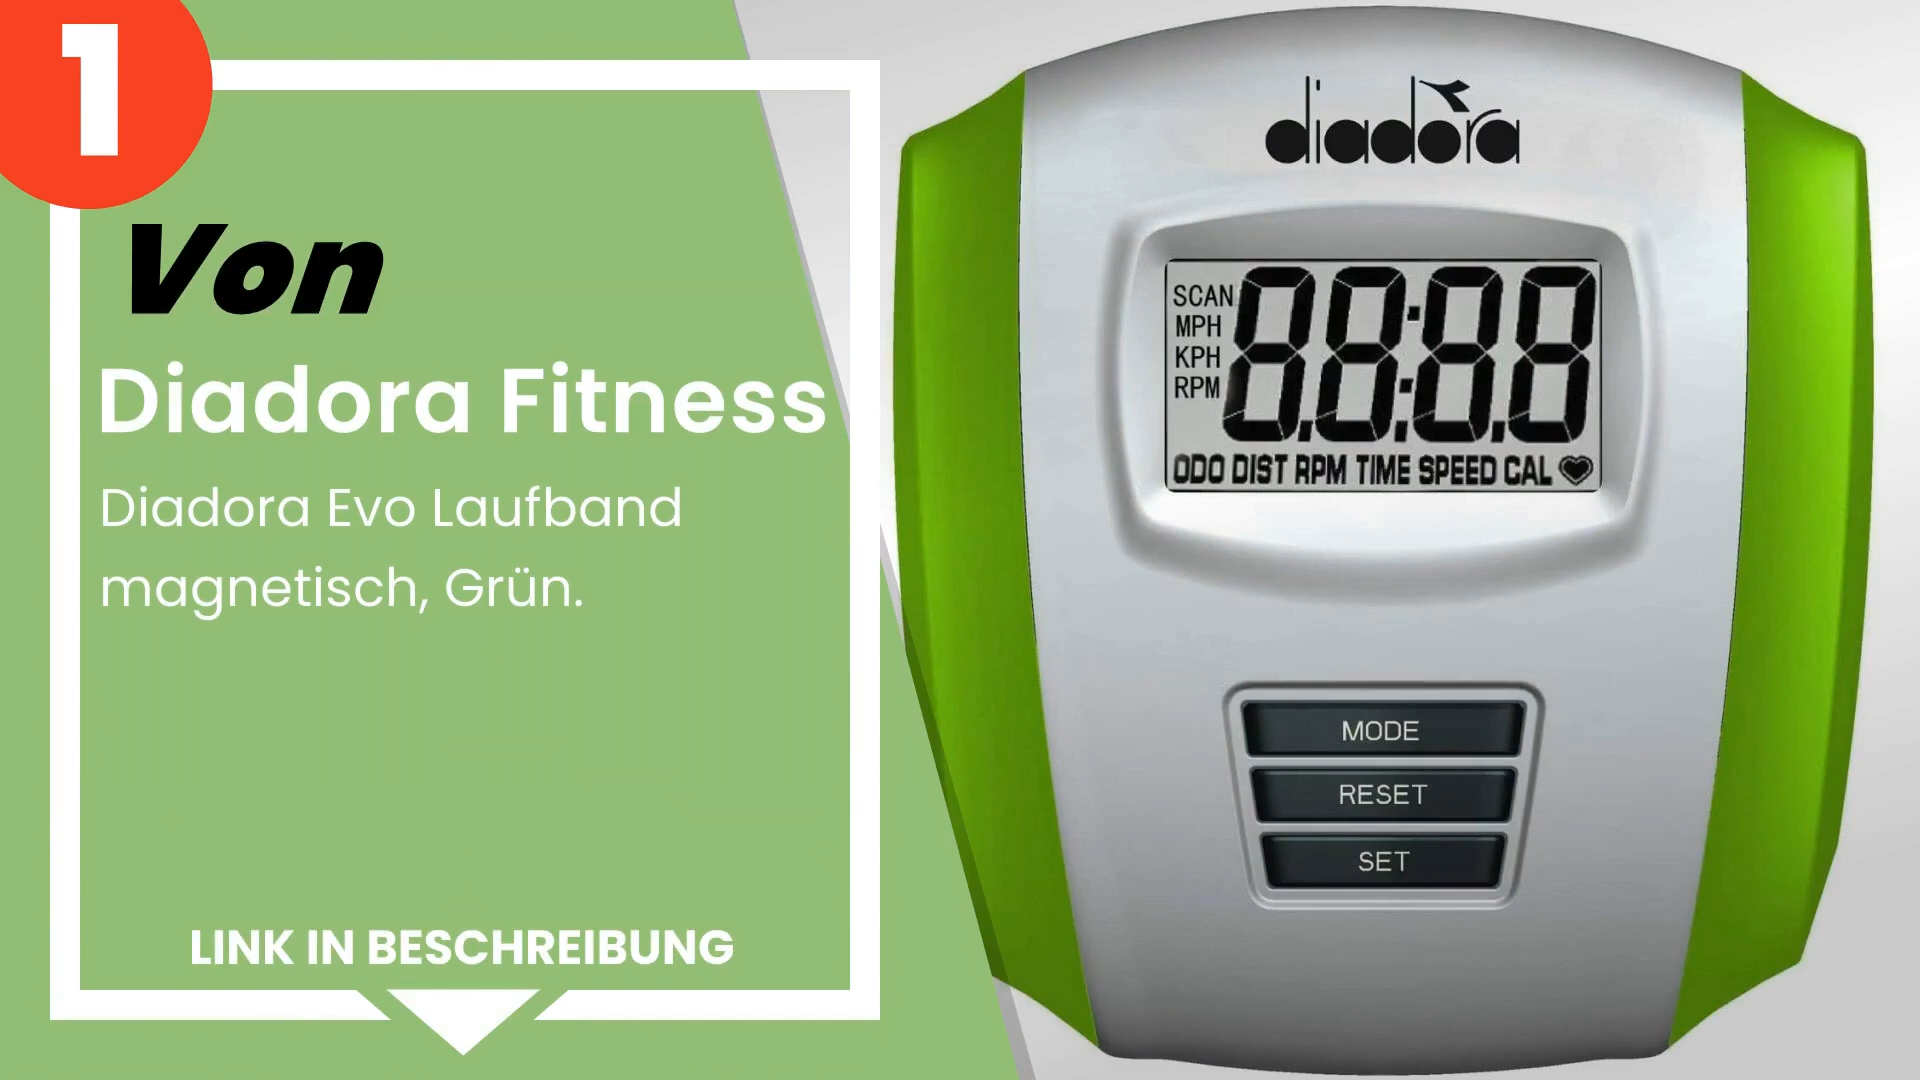 1
Von
Diadora Fitness
Diadora Evo Laufband
magnetisch, Grün.
LINK IN BESCHREIBUNG
diadora
SCAN
MPH
KPH
RPM
88:88
ODO DIST RPM TIME SPEED CAL
MODE
RESET
SET